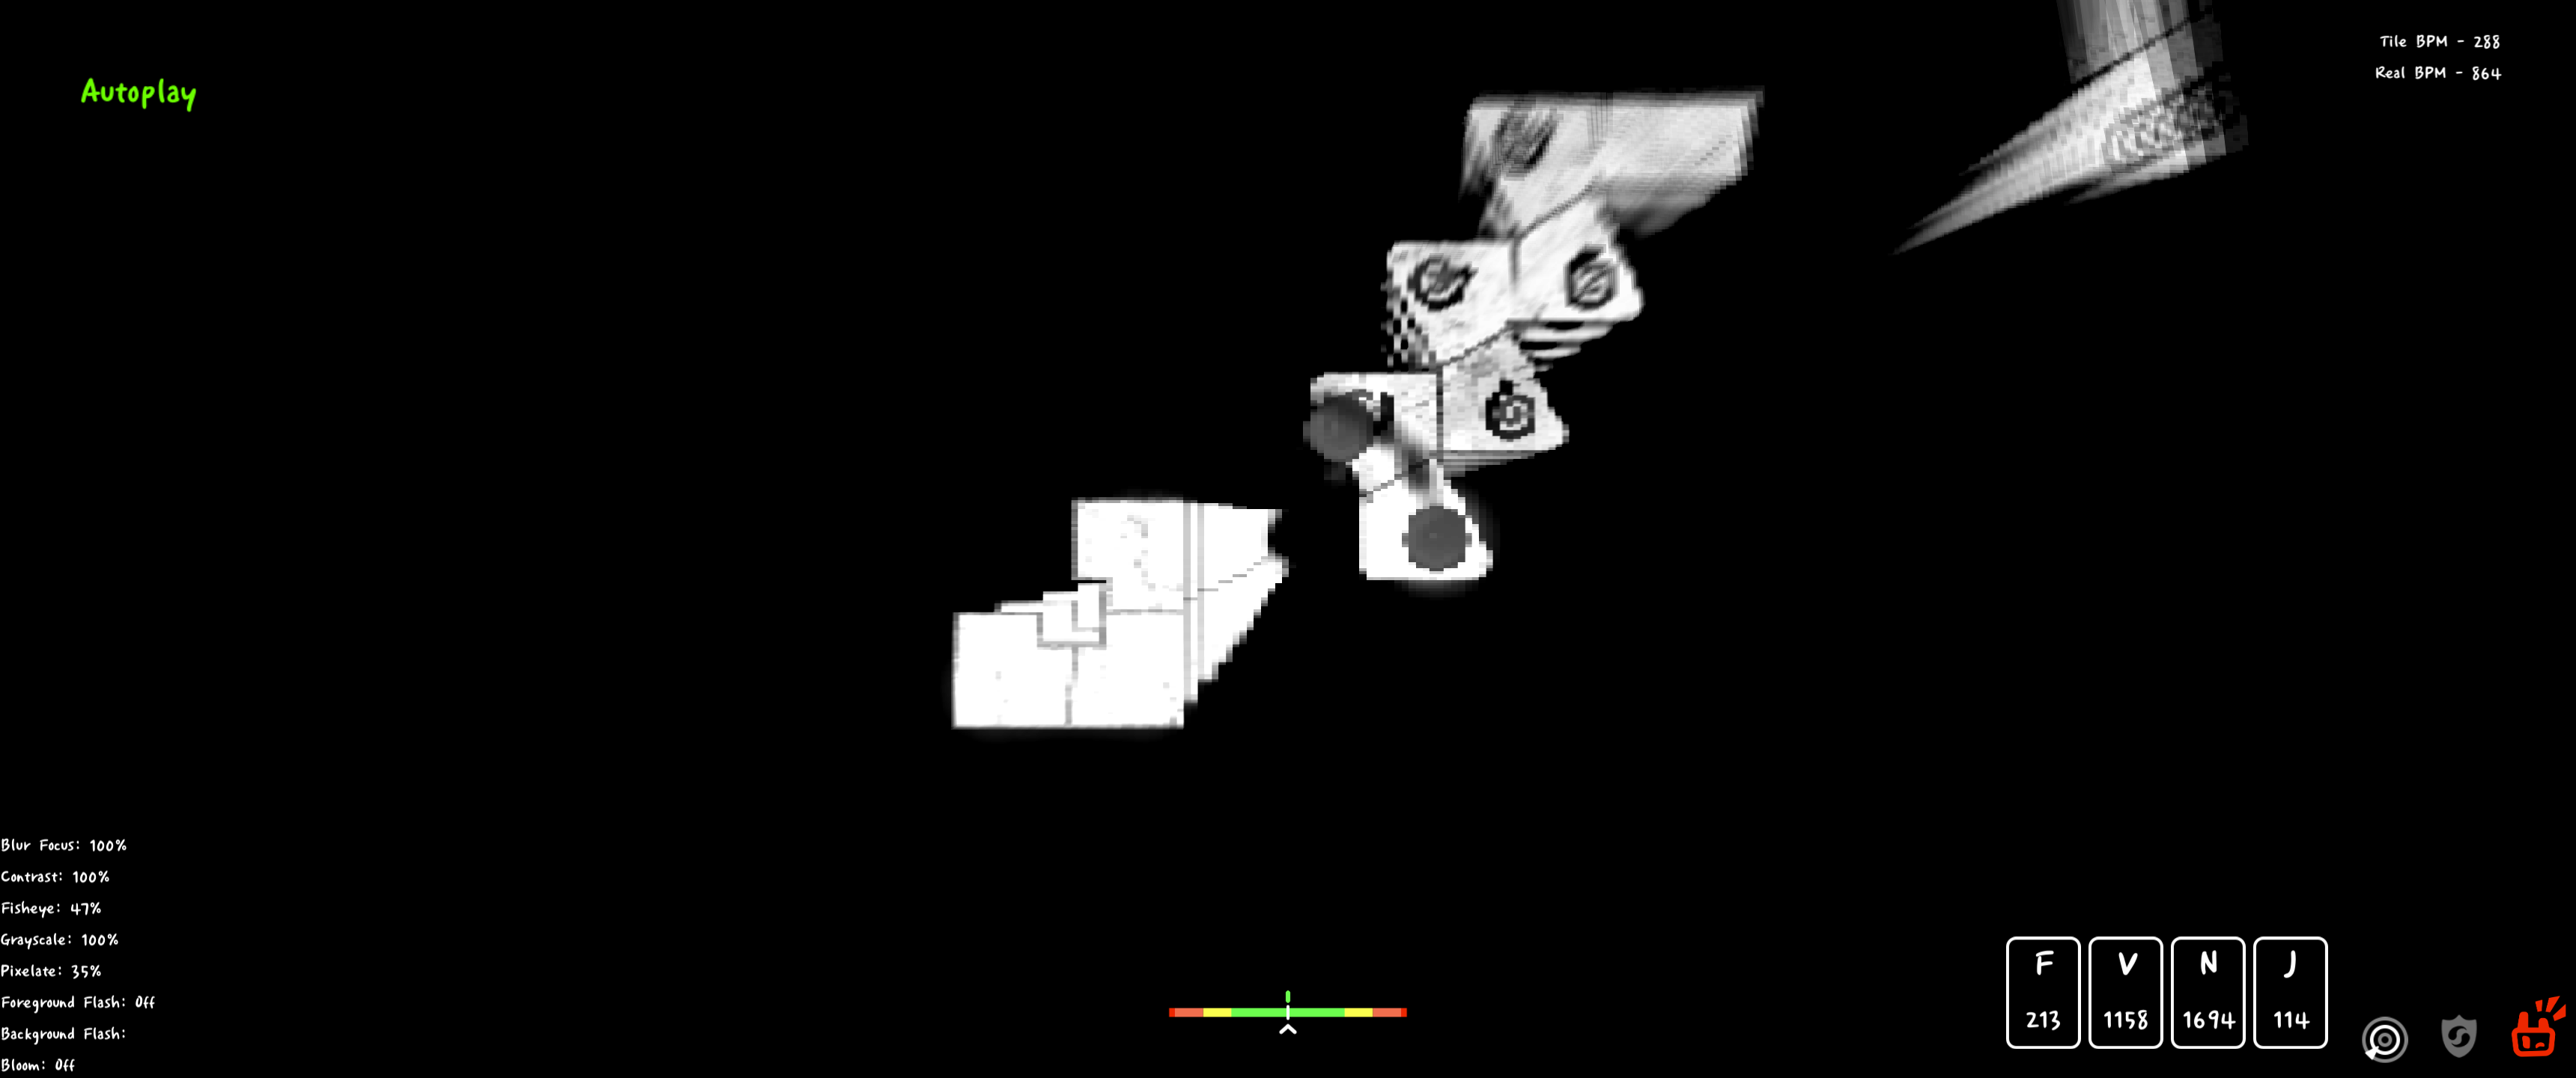 Autoplay
Tile BPM - 288
Real BPM - 864
Blur Focus: 100%
Contrast: 100%
Fisheye: 47%
Grayscale: 100%
Pixelate: 35%
Foreground Flash: Off
Background Flash:
Bloom: Off
F V N J
213 1158 1694 114